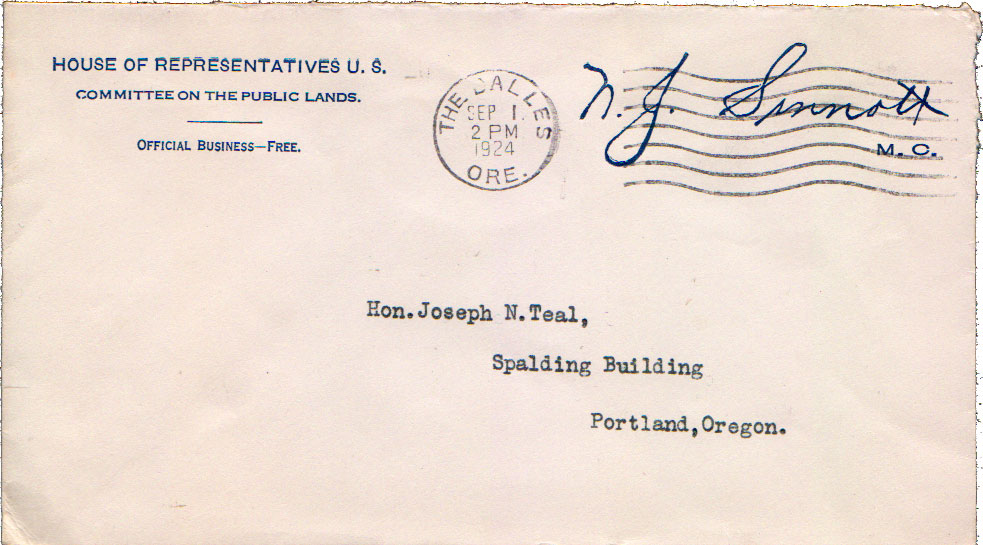 HOUSE OF REPRESENTATIVES U. S.
COMMITTEE ON THE PUBLIC LANDS.
OFFICIAL BUSINESS—FREE.
THE DALLES
SEP 1.
2 PM
1924
ORE.
N. J. Sinnott
M. C.
Hon.Joseph N.Teal,
Spalding Building
Portland,Oregon.